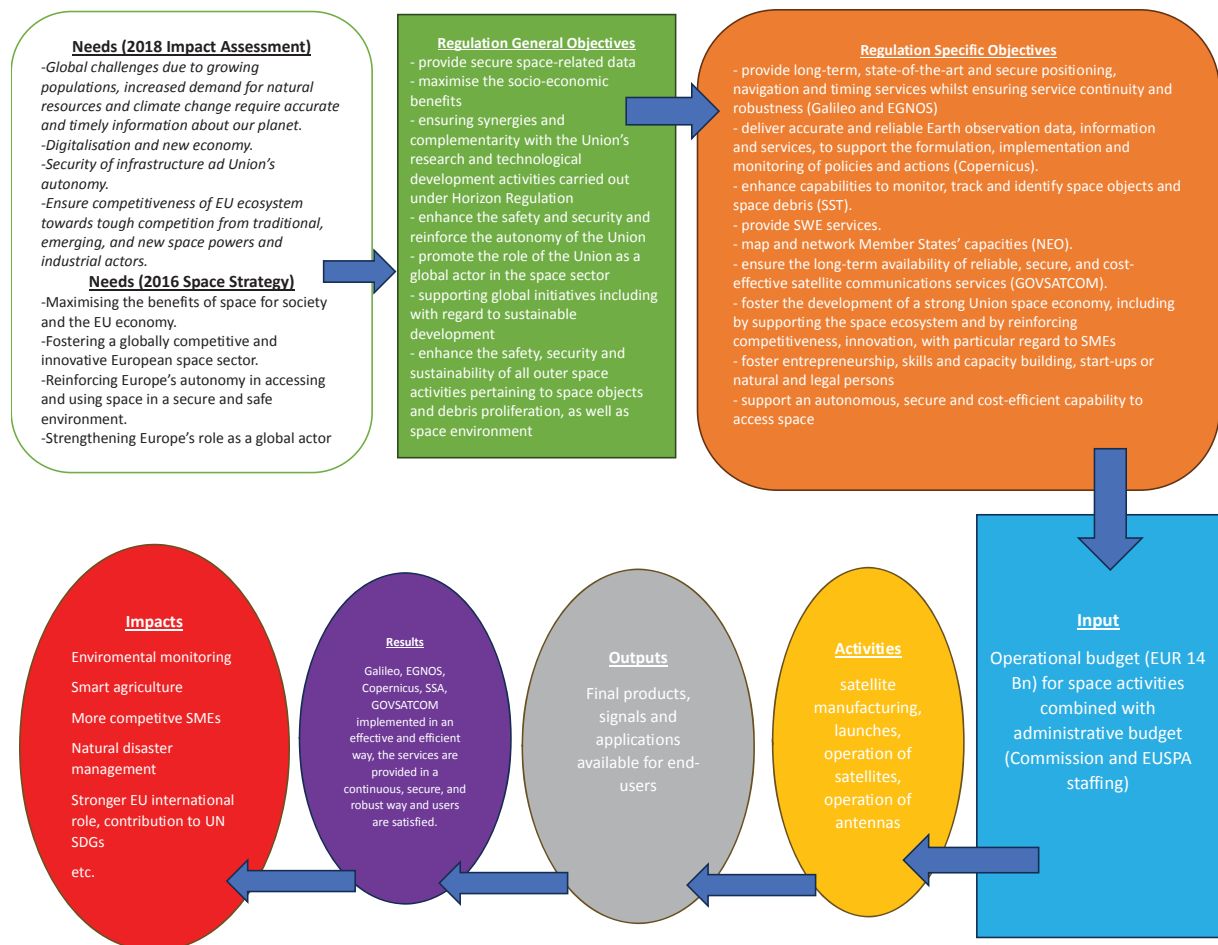 Needs (2018 Impact Assessment)
-Global challenges due to growing
populations, increased demand for natural
resources and climate change require accurate
and timely information about our planet.
-Digitalisation and new economy.
-Security of infrastructure ad Union's
autonomy.
-Ensure competitiveness of EU ecosystem
towards tough competition from traditional,
emerging, and new space powers and
industrial actors.
Needs (2016 Space Strategy)
-Maximising the benefits of space for society
and the EU economy.
-Fostering a globally competitive and
innovative European space sector.
-Reinforcing Europe's autonomy in accessing
and using space in a secure and safe
environment.
-Strengthening Europe's role as a global actor
Regulation General Objectives
- provide secure space-related data
- maximise the socio-economic
benefits
- ensuring synergies and
complementarity with the Union's
research and technological
development activities carried out
under Horizon Regulation
- enhance the safety and security and
reinforce the autonomy of the Union
- promote the role of the Union as a
global actor in the space sector
- supporting global initiatives including
with regard to sustainable
development
- enhance the safety, security and
sustainability of all outer space
activities pertaining to space objects
and debris proliferation, as well as
space environment
Regulation Specific Objectives
- provide long-term, state-of-the-art and secure positioning,
navigation and timing services whilst ensuring service continuity and
robustness (Galileo and EGNOS)
- deliver accurate and reliable Earth observation data, information
and services, to support the formulation, implementation and
monitoring of policies and actions (Copernicus).
- enhance capabilities to monitor, track and identify space objects and
space debris (SST).
- provide SWE services.
- map and network Member States' capacities (NEO).
- ensure the long-term availability of reliable, secure, and cost-
effective satellite communications services (GOVSATCOM).
- foster the development of a strong Union space economy, including
by supporting the space ecosystem and by reinforcing
competitiveness, innovation, with particular regard to SMEs
- foster entrepreneurship, skills and capacity building, start-ups or
natural and legal persons
- support an autonomous, secure and cost-efficient capability to
access space
Input
Operational budget (EUR 14
Bn) for space activities
combined with
administrative budget
(Commission and EUSPA
staffing)
Activities
satellite
manufacturing,
launches,
operation of
satellites,
operation of
antennas
Outputs
Final products,
signals and
applications
available for end-
users
Results
Galileo, EGNOS,
Copernicus, SSA,
GOVSATCOM
implemented in an
effective and efficient
way, the services are
provided in a
continuous, secure, and
robust way and users
are satisfied.
Impacts
Enviromental monitoring
Smart agriculture
More competitve SMEs
Natural disaster
management
Stronger EU international
role, contribution to UN
SDGs
etc.